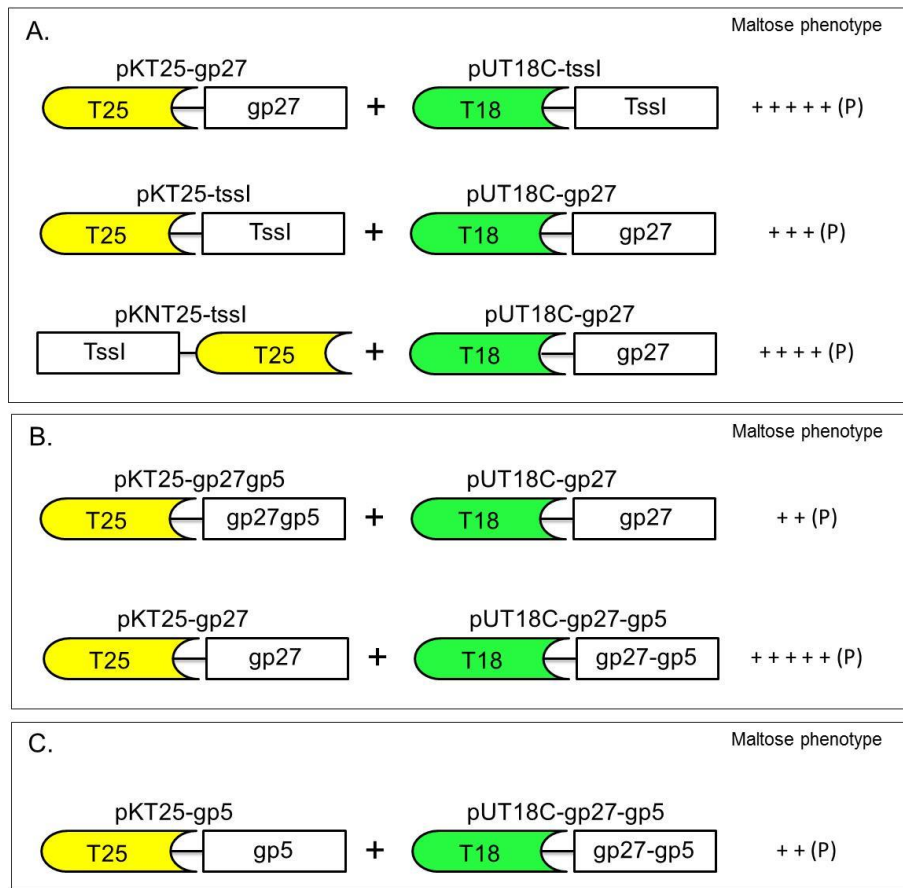 A.
Maltose phenotype
pKT25-gp27 pUT18C-tssI
T25 gp27 + T18 TssI + + + + + (P)
pKT25-tssI pUT18C-gp27
T25 TssI + T18 gp27 + + + (P)
pKNT25-tssI pUT18C-gp27
TssI T25 + T18 gp27 + + + + (P)
B.
Maltose phenotype
pKT25-gp27gp5 pUT18C-gp27
T25 gp27gp5 + T18 gp27 + + (P)
pKT25-gp27 pUT18C-gp27-gp5
T25 gp27 + T18 gp27-gp5 + + + + + (P)
C.
Maltose phenotype
pKT25-gp5 pUT18C-gp27-gp5
T25 gp5 + T18 gp27-gp5 + + (P)